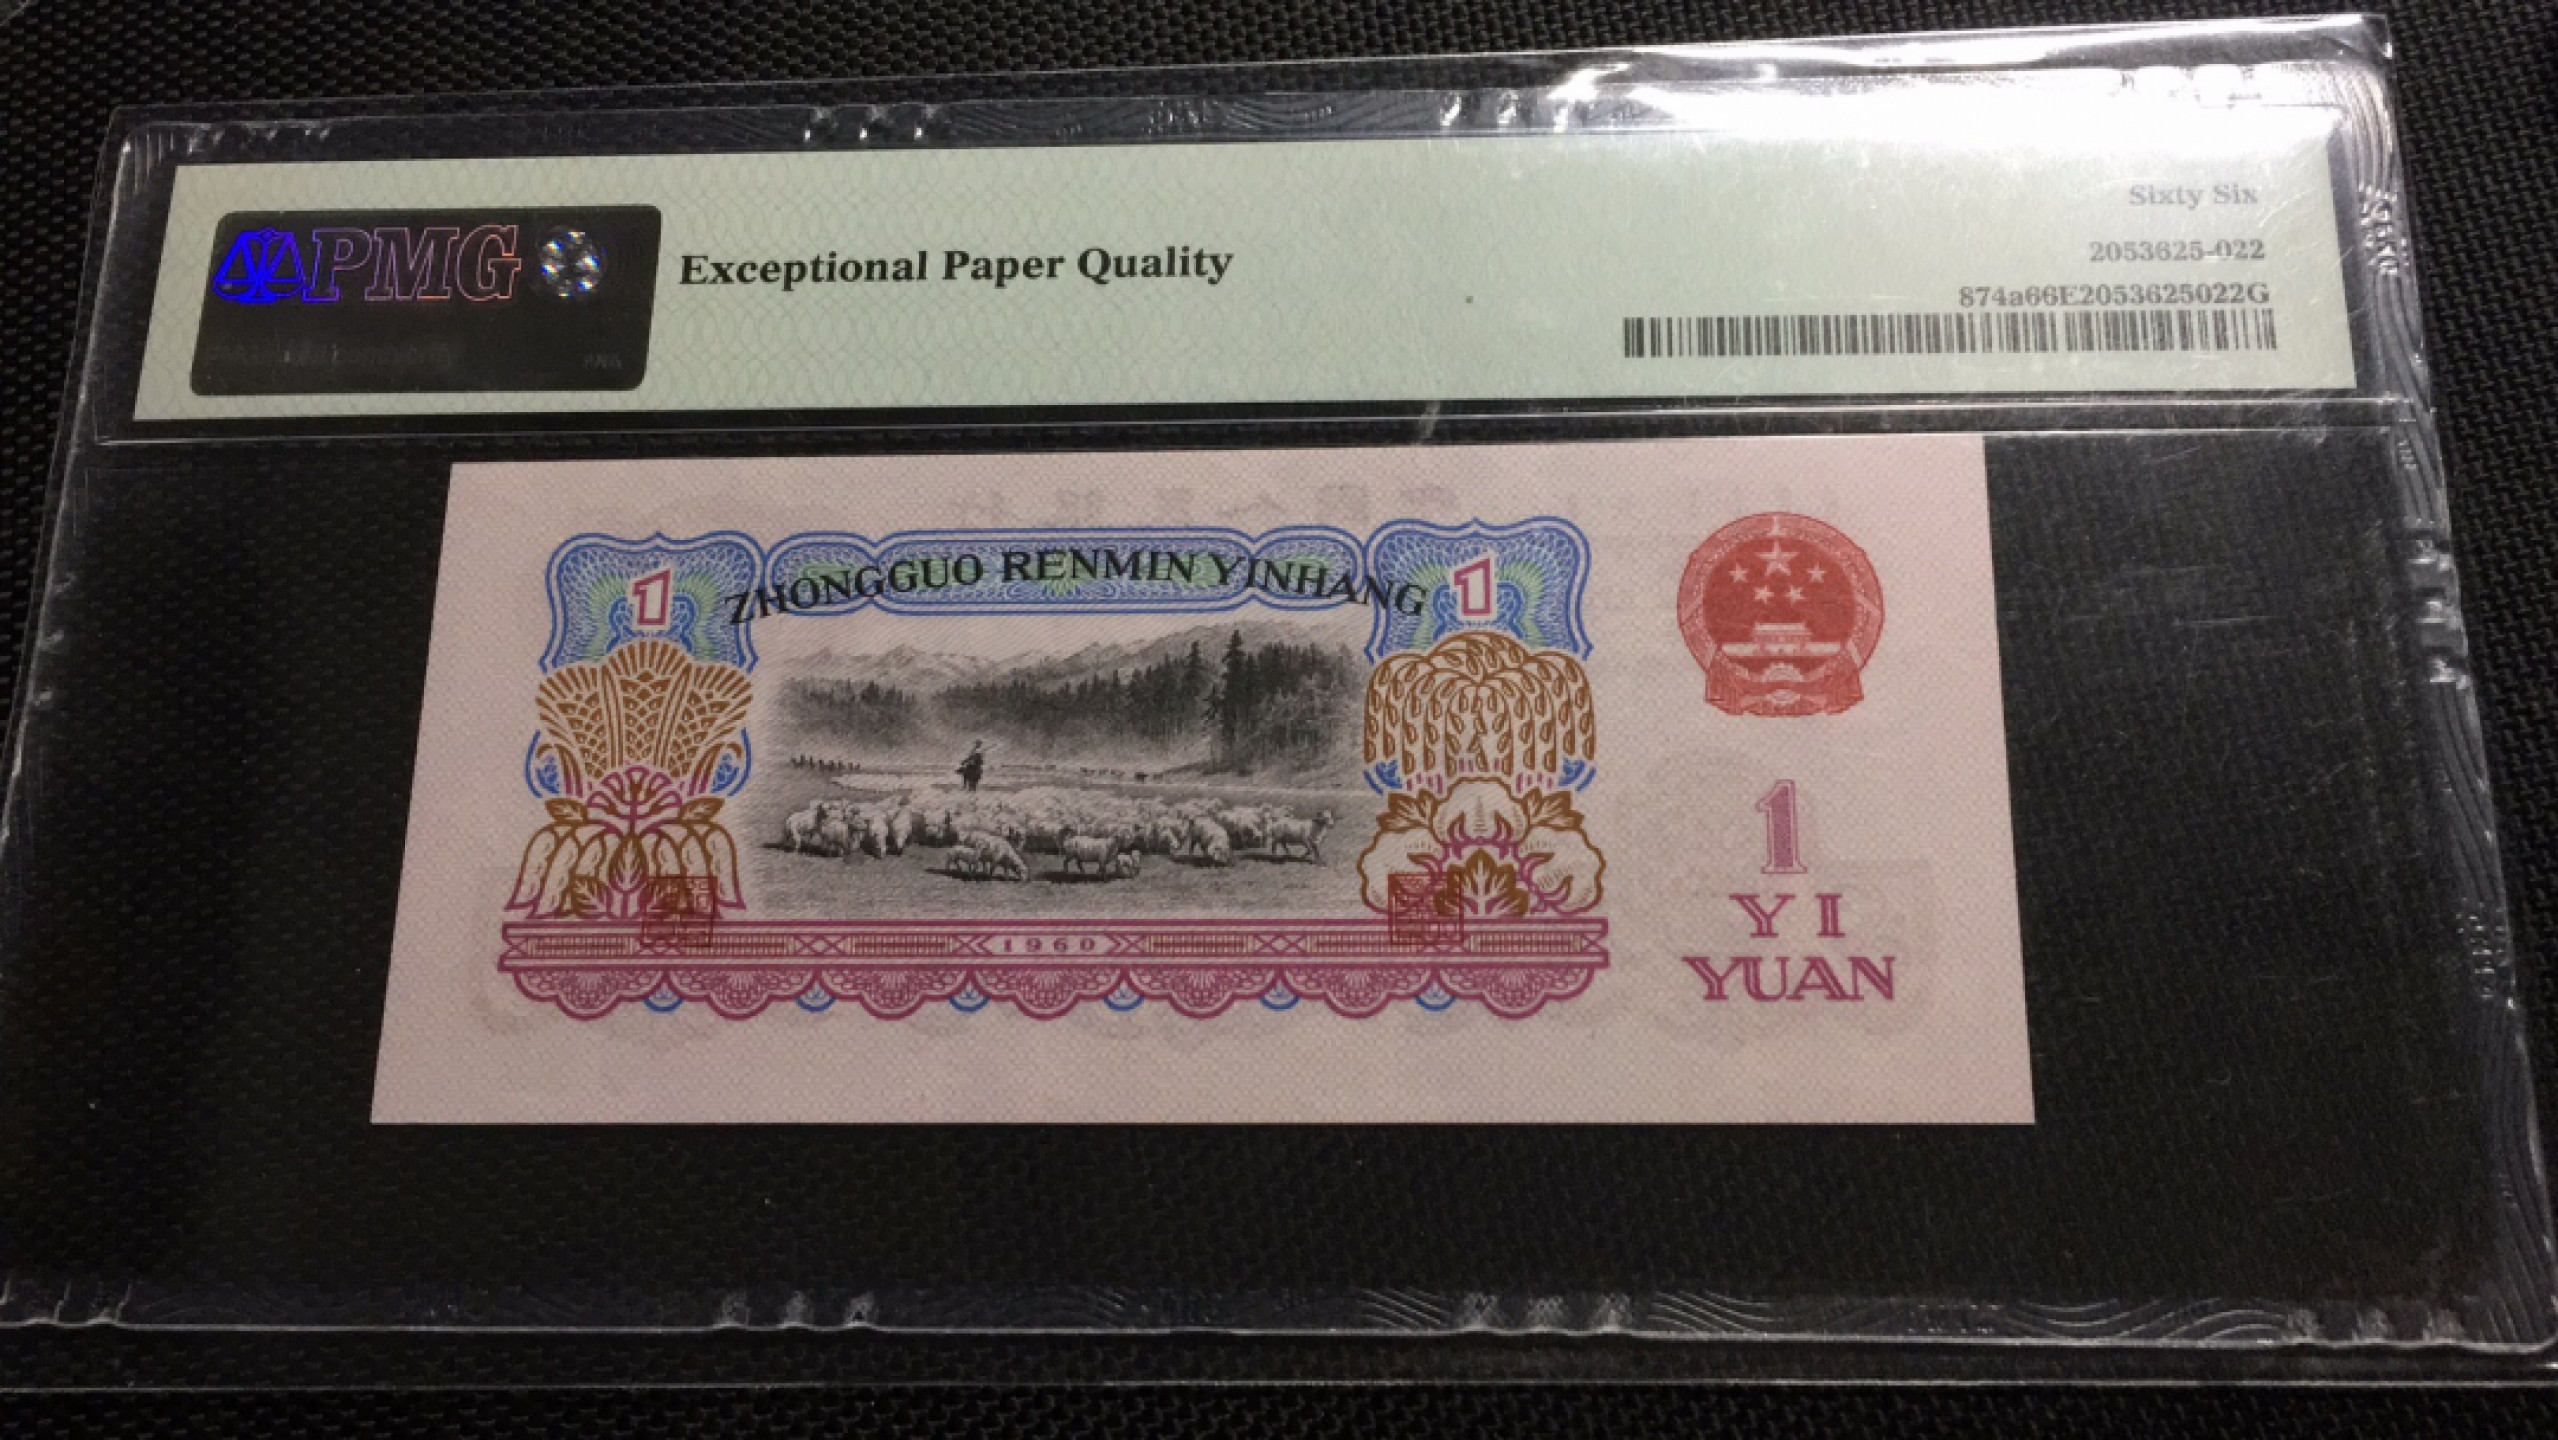 PMG
Exceptional Paper Quality
Sixty Six
2053625-022
874a66E2053625022G
1
ZHONGGUO RENMIN YINHANG
1
1
YI
YUAN
1960